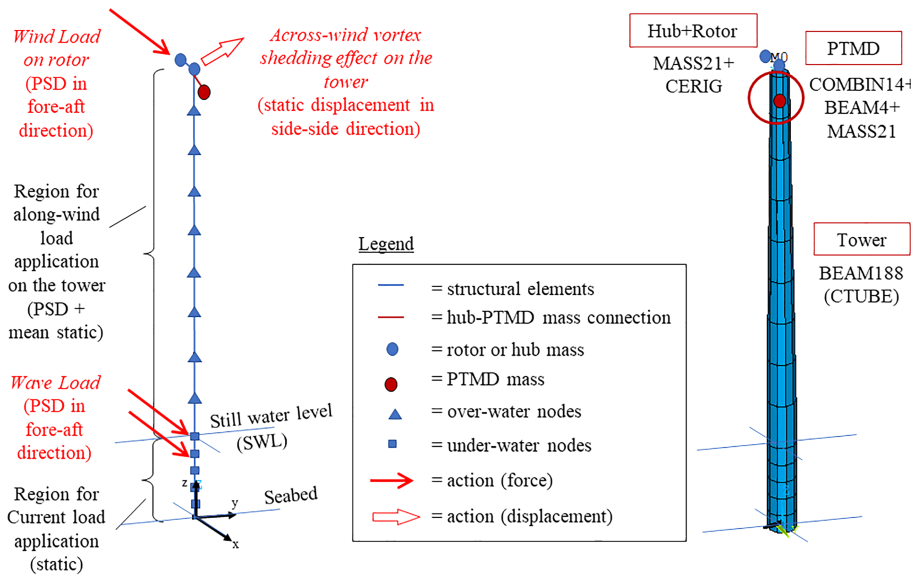 Wind Load
on rotor
(PSD in
fore-aft
direction)
Across-wind vortex
shedding effect on the
tower
(static displacement in
side-side direction)
Region for
along-wind
load
application
on the tower
(PSD +
mean static)
Wave Load
(PSD in
fore-aft
direction)
Region for
Current load
application
(static)
Still water level
(SWL)
Seabed
z
y
x
Legend
= structural elements
= hub-PTMD mass connection
= rotor or hub mass
= PTMD mass
= over-water nodes
= under-water nodes
= action (force)
= action (displacement)
Hub+Rotor
MASS21+
CERIG
PTMD
COMBIN14+
BEAM4+
MASS21
Tower
BEAM188
(CTUBE)